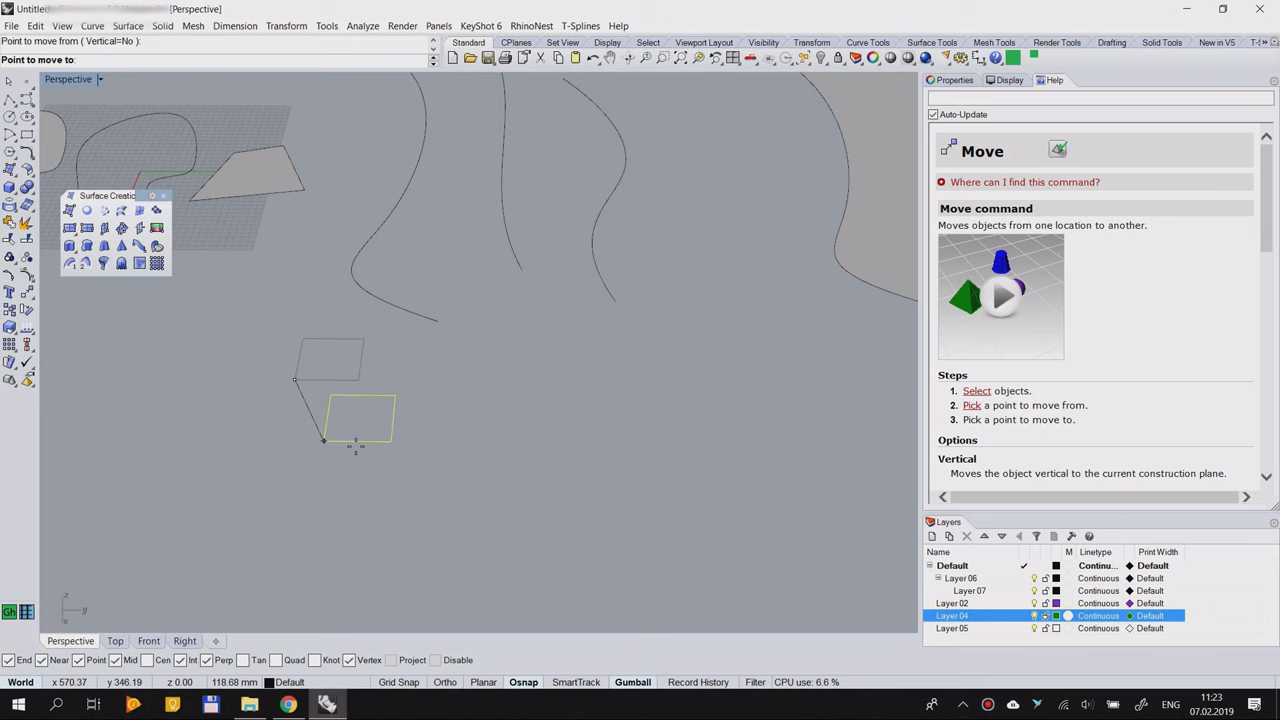 Untitle [Perspective]
File Edit View Curve Surface Solid Mesh Dimension Transform Tools Analyze Render Panels KeyShot 6 RhinoNest T-Splines Help
Point to move from ( Vertical=No ):
Point to move to:
Standard CPlanes Set View Display Select Viewport Layout Visibility Transform Curve Tools Surface Tools Mesh Tools Render Tools Drafting Solid Tools New in V5 T-S
Perspective
Properties Display Help
Auto-Update
Move
Where can I find this command?
Surface Creatio
Move command
Moves objects from one location to another.
Steps
1. Select objects.
2. Pick a point to move from.
3. Pick a point to move to.
Options
Vertical
Moves the object vertical to the current construction plane.
Layers
Name M Linetype Print Width
Default Continu... Default
Layer 06 Continuous Default
Layer 07 Continuous Default
Layer 02 Continuous Default
Layer 04 Continuous Default
Layer 05 Continuous Default
z
y
x
Perspective Top Front Right
End Near Point Mid Cen Int Perp Tan Quad Knot Vertex Project Disable
World x 570.37 y 346.19 z 0.00 118.68 mm Default Grid Snap Ortho Planar Osnap SmartTrack Gumball Record History Filter CPU use: 6.6 %
Gh
ENG
11:23
07.02.2019